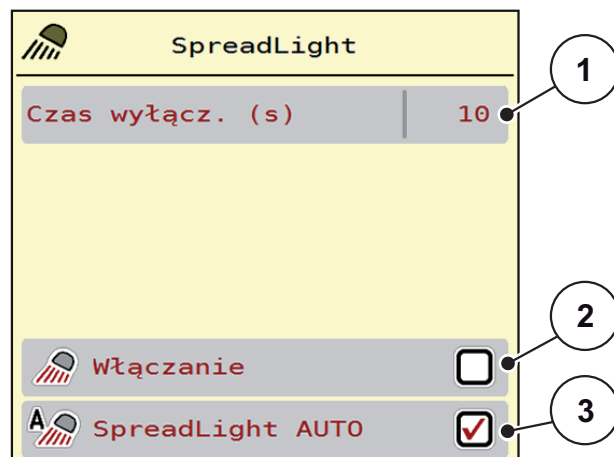 SpreadLight
1
Czas wyłącz. (s) 10
2
Włączanie
3
A SpreadLight AUTO